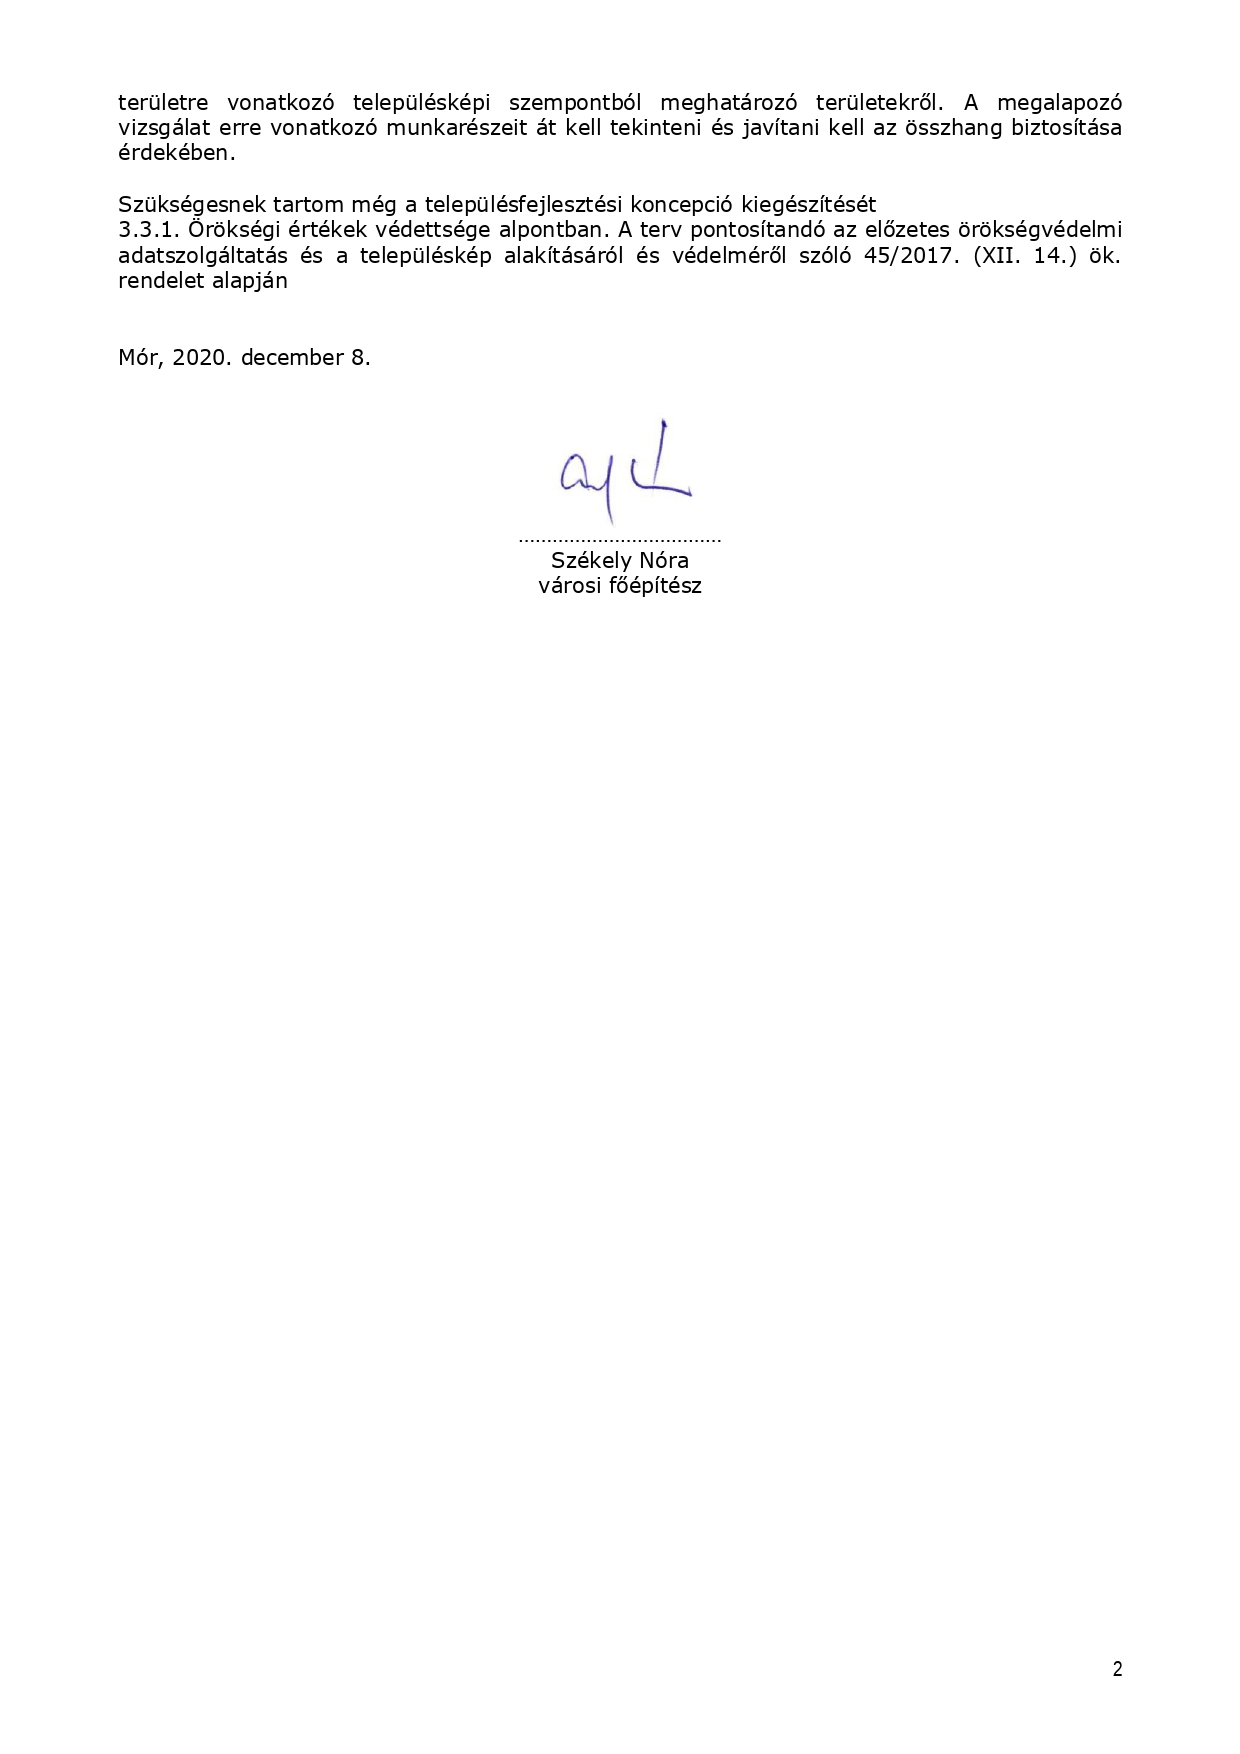 területre vonatkozó településképi szempontból meghatározó területekről. A megalapozó
vizsgálat erre vonatkozó munkarészeit át kell tekinteni és javítani kell az összhang biztosítása
érdekében.
Szükségesnek tartom még a településfejlesztési koncepció kiegészítését
3.3.1. Örökségi értékek védettsége alpontban. A terv pontosítandó az előzetes örökségvédelmi
adatszolgáltatás és a településkép alakításáról és védelméről szóló 45/2017. (XII. 14.) ök.
rendelet alapján
Mór, 2020. december 8.
....................................
Székely Nóra
városi főépítész
2